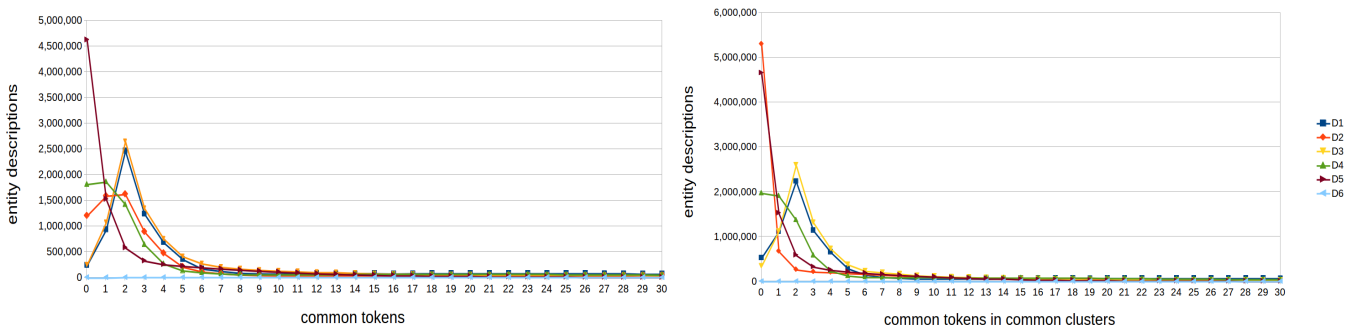 5,000,000
4,500,000
4,000,000
3,500,000
3,000,000
2,500,000
2,000,000
1,500,000
1,000,000
500,000
0
entity descriptions
0 1 2 3 4 5 6 7 8 9 10 11 12 13 14 15 16 17 18 19 20 21 22 23 24 25 26 27 28 29 30
common tokens
6,000,000
5,000,000
4,000,000
3,000,000
2,000,000
1,000,000
0
entity descriptions
0 1 2 3 4 5 6 7 8 9 10 11 12 13 14 15 16 17 18 19 20 21 22 23 24 25 26 27 28 29 30
common tokens in common clusters
D1
D2
D3
D4
D5
D6